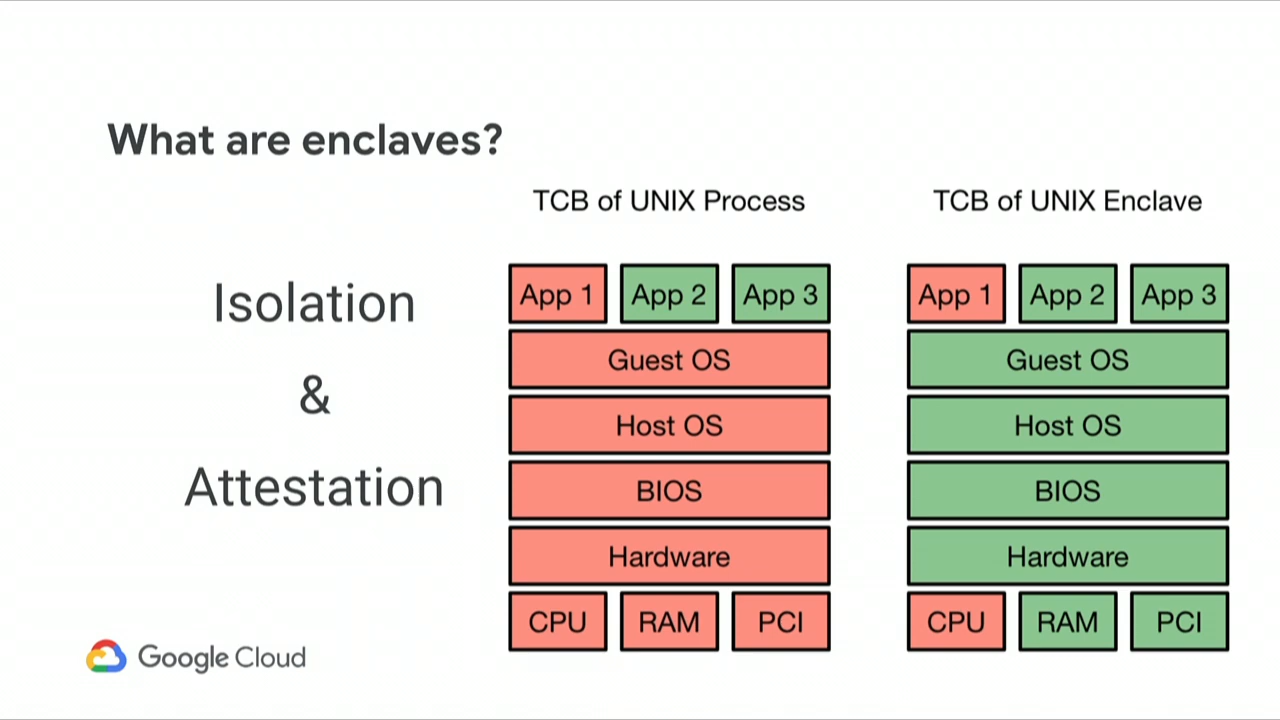 What are enclaves?
Isolation
&
Attestation
TCB of UNIX Process
App 1 App 2 App 3
Guest OS
Host OS
BIOS
Hardware
CPU RAM PCI
TCB of UNIX Enclave
App 1 App 2 App 3
Guest OS
Host OS
BIOS
Hardware
CPU RAM PCI
Google Cloud